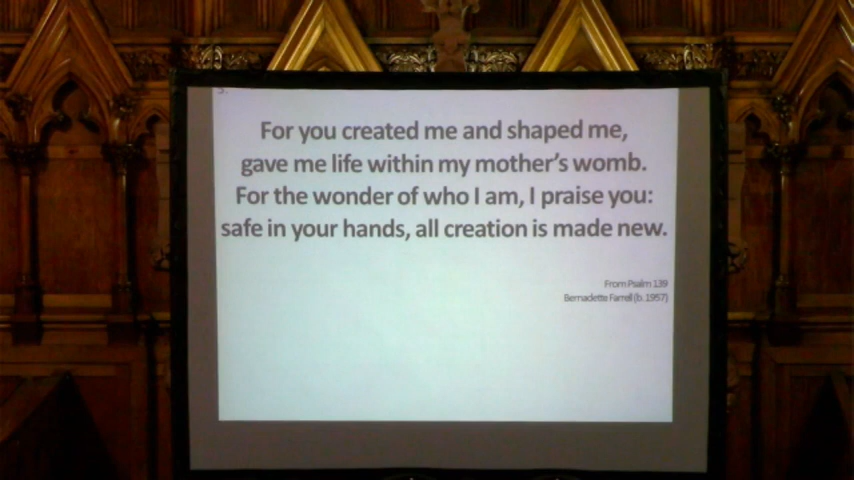 5.
For you created me and shaped me,
gave me life within my mother's womb.
For the wonder of who I am, I praise you:
safe in your hands, all creation is made new.
From Psalm 139
Bernadette Farrell (b. 1957)